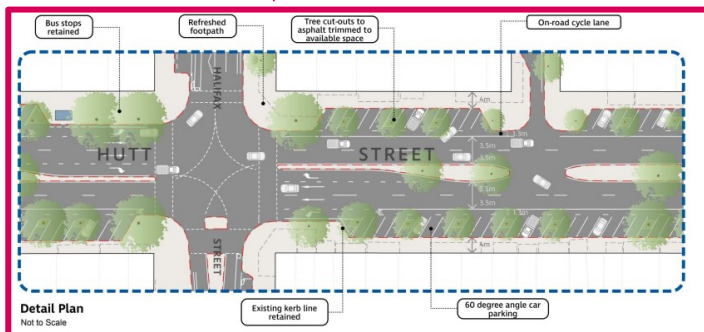 Bus stops
retained
Refreshed
footpath
Tree cut-outs to
asphalt trimmed to
available space
On-road cycle lane
HALIFAX
4m
1.3m
HUTT STREET
3.5m
3.5m
3.5m
3.5m
1.3m
STREET
4m
Existing kerb line
retained
60 degree angle car
parking
Detail Plan
Not to Scale